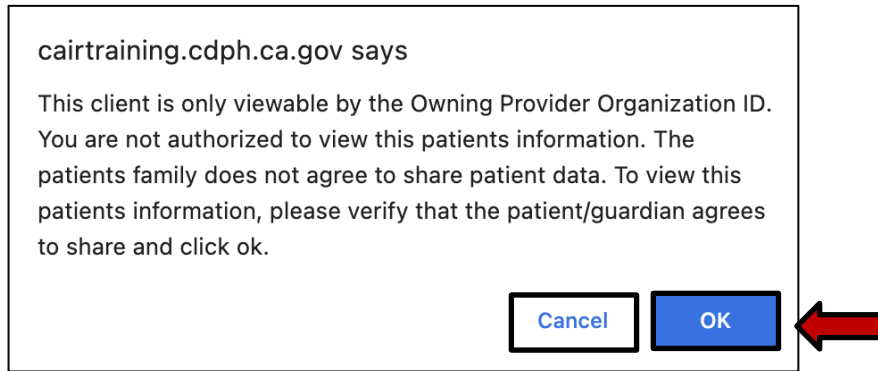 cairtraining.cdph.ca.gov says
This client is only viewable by the Owning Provider Organization ID.
You are not authorized to view this patients information. The
patients family does not agree to share patient data. To view this
patients information, please verify that the patient/guardian agrees
to share and click ok.
Cancel OK